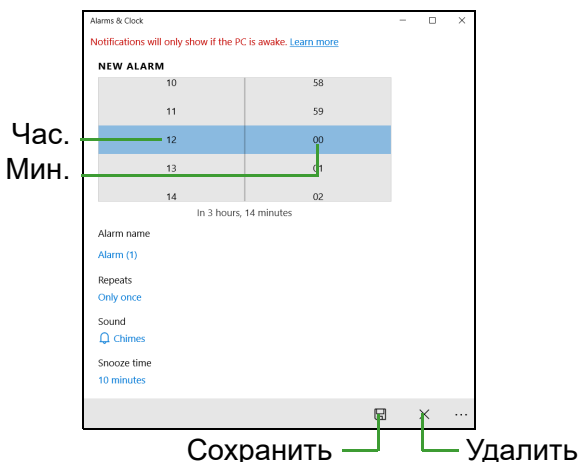 Alarms & Clock
Notifications will only show if the PC is awake. Learn more
NEW ALARM
10 58
11 59
Час. 12 00
Мин.
13 01
14 02
In 3 hours, 14 minutes
Alarm name
Alarm (1)
Repeats
Only once
Sound
Chimes
Snooze time
10 minutes
Сохранить Удалить